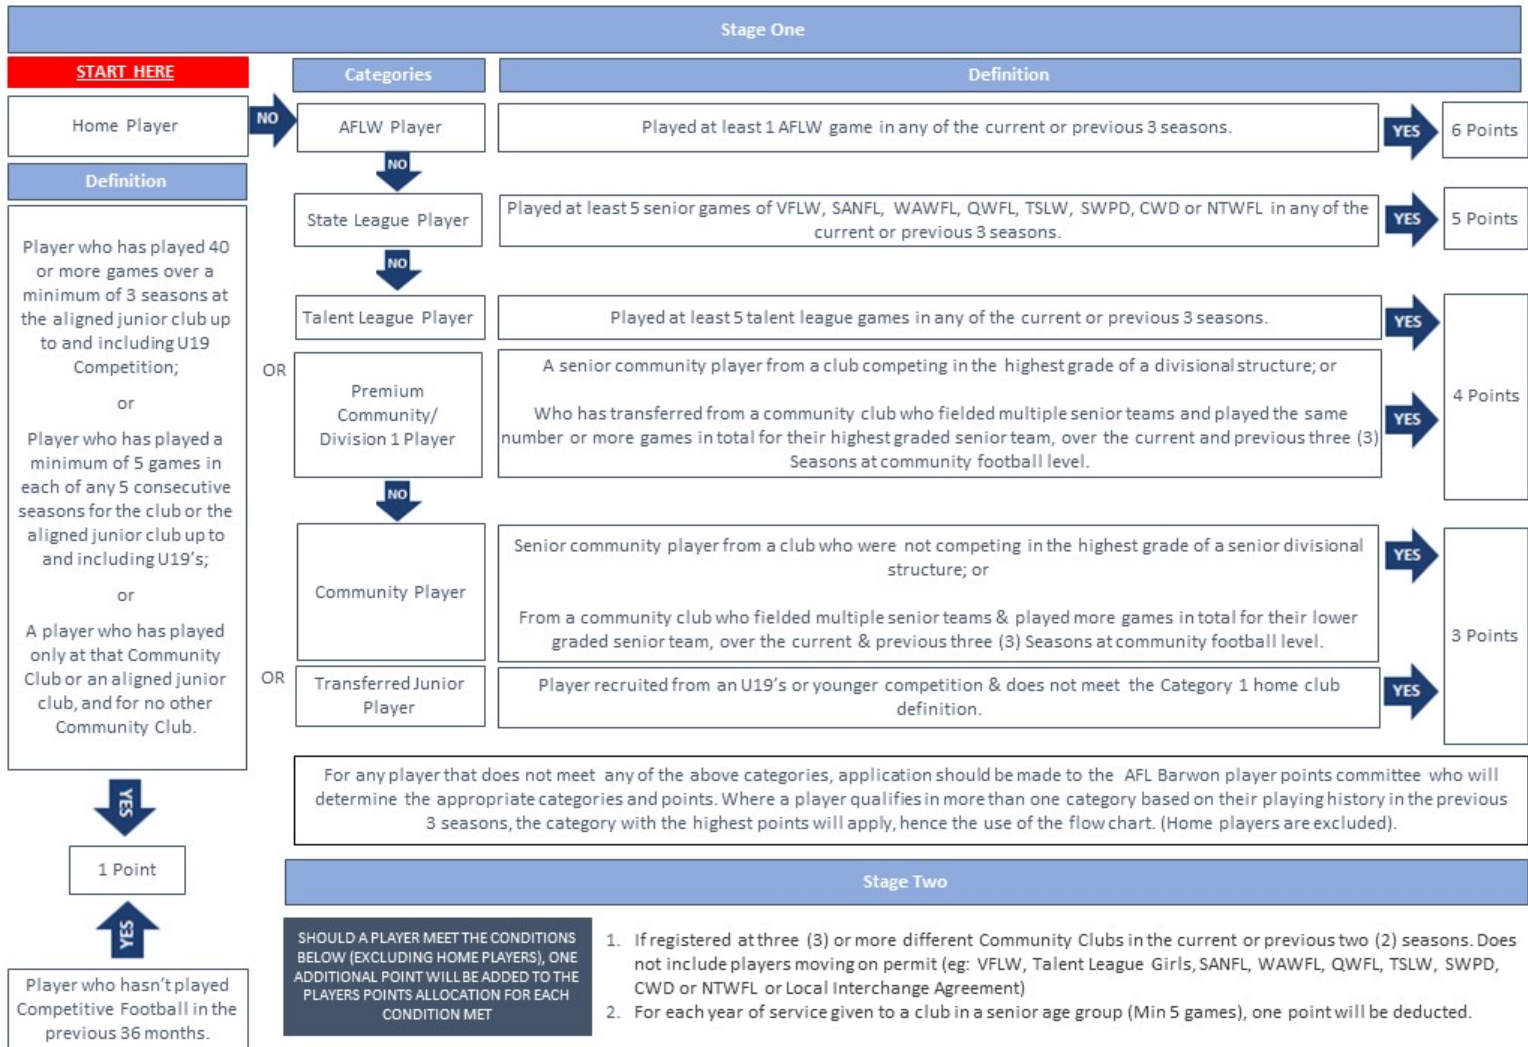 Stage One
START HERE
Categories
Definition
Home Player
NO
AFLW Player
Played at least 1 AFLW game in any of the current or previous 3 seasons.
YES
6 Points
NO
Definition
State League Player
Played at least 5 senior games of VFLW, SANFL, WAWFL, QWFL, TSLW, SWPD, CWD or NTWFL in any of the
current or previous 3 seasons.
YES
5 Points
NO
Player who has played 40
or more games over a
minimum of 3 seasons at
the aligned junior club up
to and including U19
Competition;
or
Player who has played a
minimum of 5 games in
each of any 5 consecutive
seasons for the club or the
aligned junior club up to
and including U19's;
or
A player who has played
only at that Community
Club or an aligned junior
club, and for no other
Community Club.
YES
1 Point
YES
Player who hasn't played
Competitive Football in the
previous 36 months.
Talent League Player
Played at least 5 talent league games in any of the current or previous 3 seasons.
YES
4 Points
OR
Premium
Community/
Division 1 Player
A senior community player from a club competing in the highest grade of a divisional structure; or
Who has transferred from a community club who fielded multiple senior teams and played the same
number or more games in total for their highest graded senior team, over the current and previous three (3)
Seasons at community football level.
YES
NO
Community Player
Senior community player from a club who were not competing in the highest grade of a senior divisional
structure; or
From a community club who fielded multiple senior teams & played more games in total for their lower
graded senior team, over the current & previous three (3) Seasons at community football level.
YES
3 Points
OR
Transferred Junior
Player
Player recruited from an U19's or younger competition & does not meet the Category 1 home club
definition.
YES
For any player that does not meet any of the above categories, application should be made to the AFL Barwon player points committee who will
determine the appropriate categories and points. Where a player qualifies in more than one category based on their playing history in the previous
3 seasons, the category with the highest points will apply, hence the use of the flow chart. (Home players are excluded).
Stage Two
SHOULD A PLAYER MEET THE CONDITIONS
BELOW (EXCLUDING HOME PLAYERS), ONE
ADDITIONAL POINT WILL BE ADDED TO THE
PLAYERS POINTS ALLOCATION FOR EACH
CONDITION MET
1. If registered at three (3) or more different Community Clubs in the current or previous two (2) seasons. Does
not include players moving on permit (eg: VFLW, Talent League Girls, SANFL, WAWFL, QWFL, TSLW, SWPD,
CWD or NTWFL or Local Interchange Agreement)
2. For each year of service given to a club in a senior age group (Min 5 games), one point will be deducted.